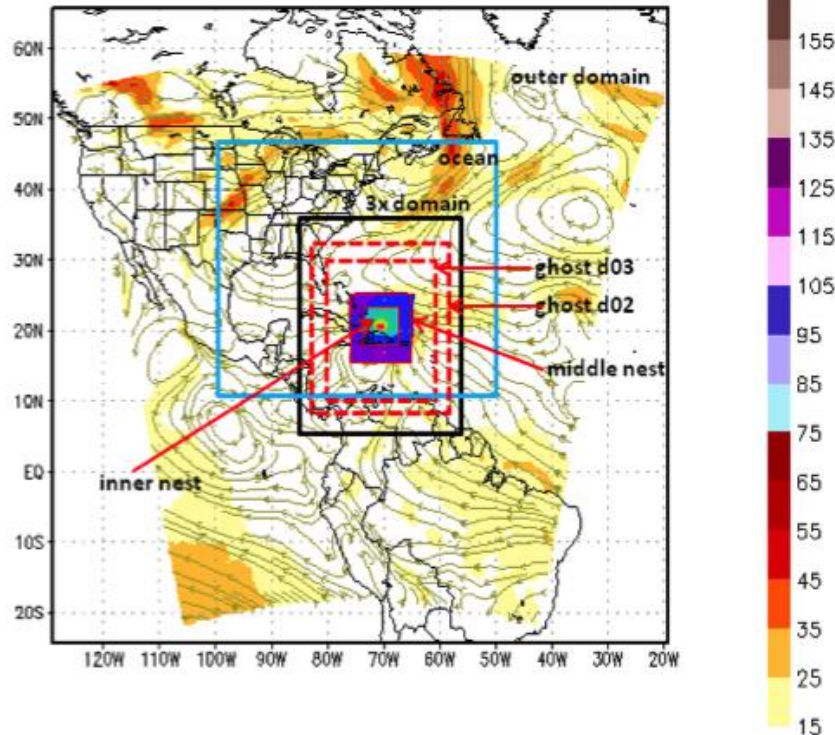 60N
50N
40N
30N
20N
10N
EQ
10S
20S
120W 110W 100W 90W 80W 70W 60W 50W 40W 30W 20W
outer domain
ocean
3x domain
ghost d03
ghost d02
middle nest
inner nest
155
145
135
125
115
105
95
85
75
65
55
45
35
25
15